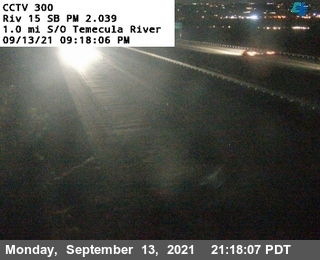 CCTV 300
Riv 15 SB PM 2.039
1.0 mi S/O Temecula River
09/13/21 09:18:06 PM
Monday, September 13, 2021 21:18:07 PDT